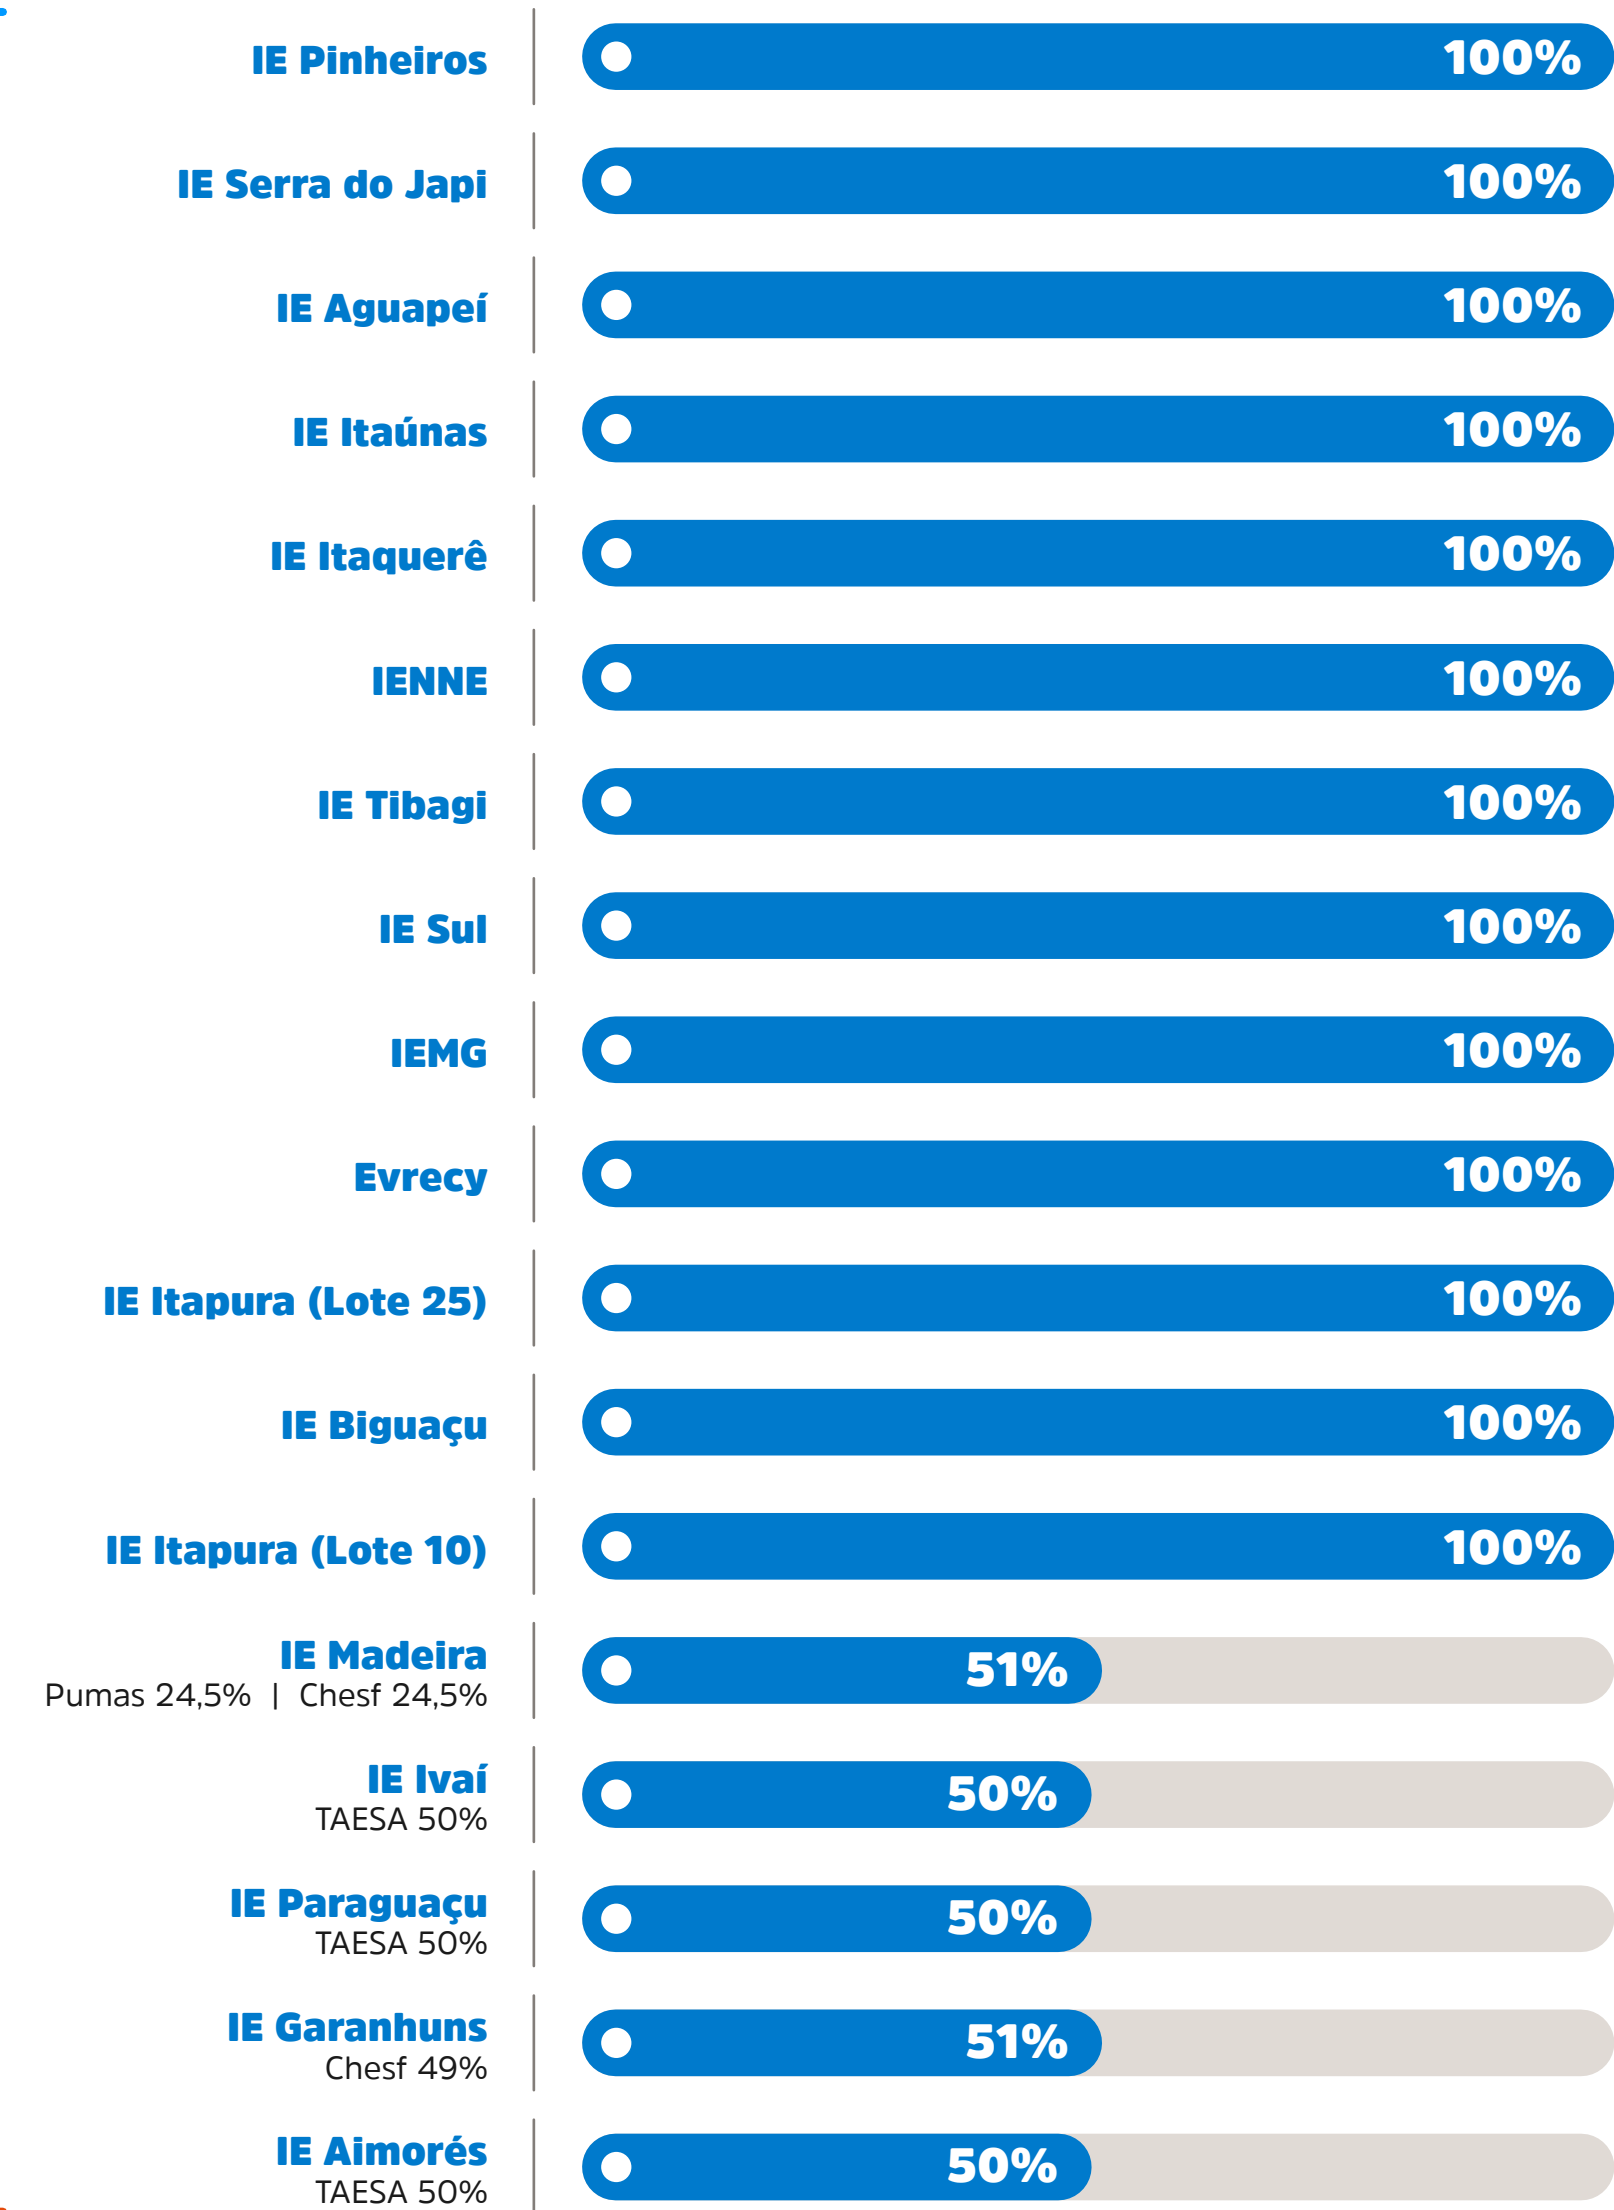 IE Pinheiros 100%
IE Serra do Japi 100%
IE Aguapeí 100%
IE Itaúnas 100%
IE Itaquerê 100%
IENNE 100%
IE Tibagi 100%
IE Sul 100%
IEMG 100%
Evrecy 100%
IE Itapura (Lote 25) 100%
IE Biguaçu 100%
IE Itapura (Lote 10) 100%
IE Madeira 51%
Pumas 24,5% | Chesf 24,5%
IE Ivaí 50%
TAESA 50%
IE Paraguaçu 50%
TAESA 50%
IE Garanhuns 51%
Chesf 49%
IE Aimorés 50%
TAESA 50%